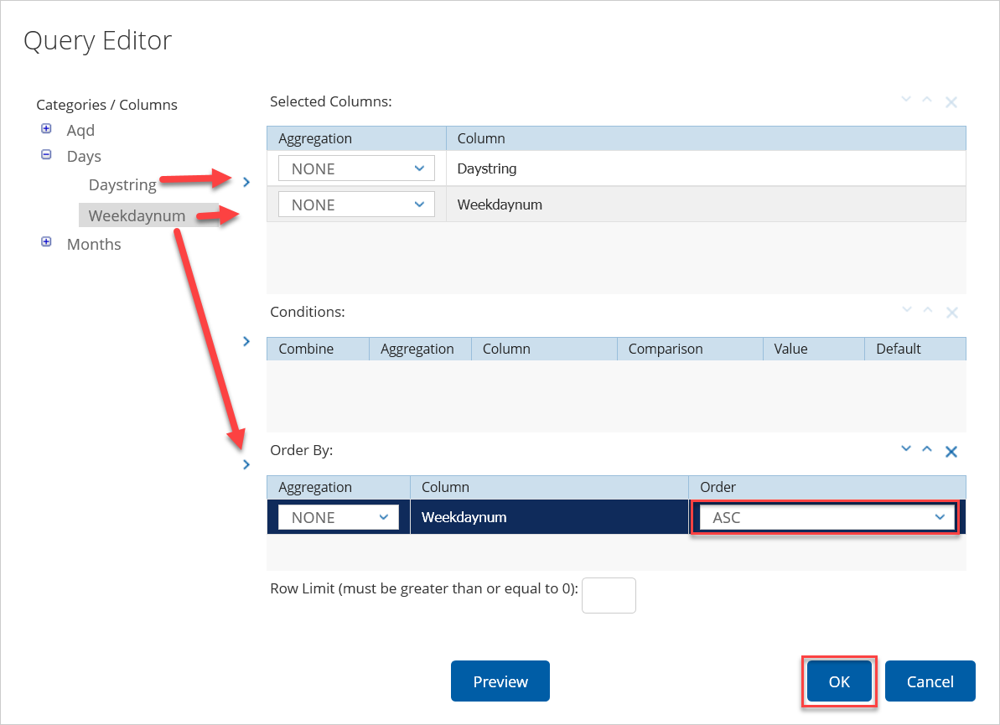 Query Editor
Categories / Columns
Aqd
Days
Daystring
Weekdaynum
Months
Selected Columns:
Aggregation Column
NONE Daystring
NONE Weekdaynum
Conditions:
Combine Aggregation Column Comparison Value Default
Order By:
Aggregation Column Order
NONE Weekdaynum ASC
Row Limit (must be greater than or equal to 0):
Preview OK Cancel